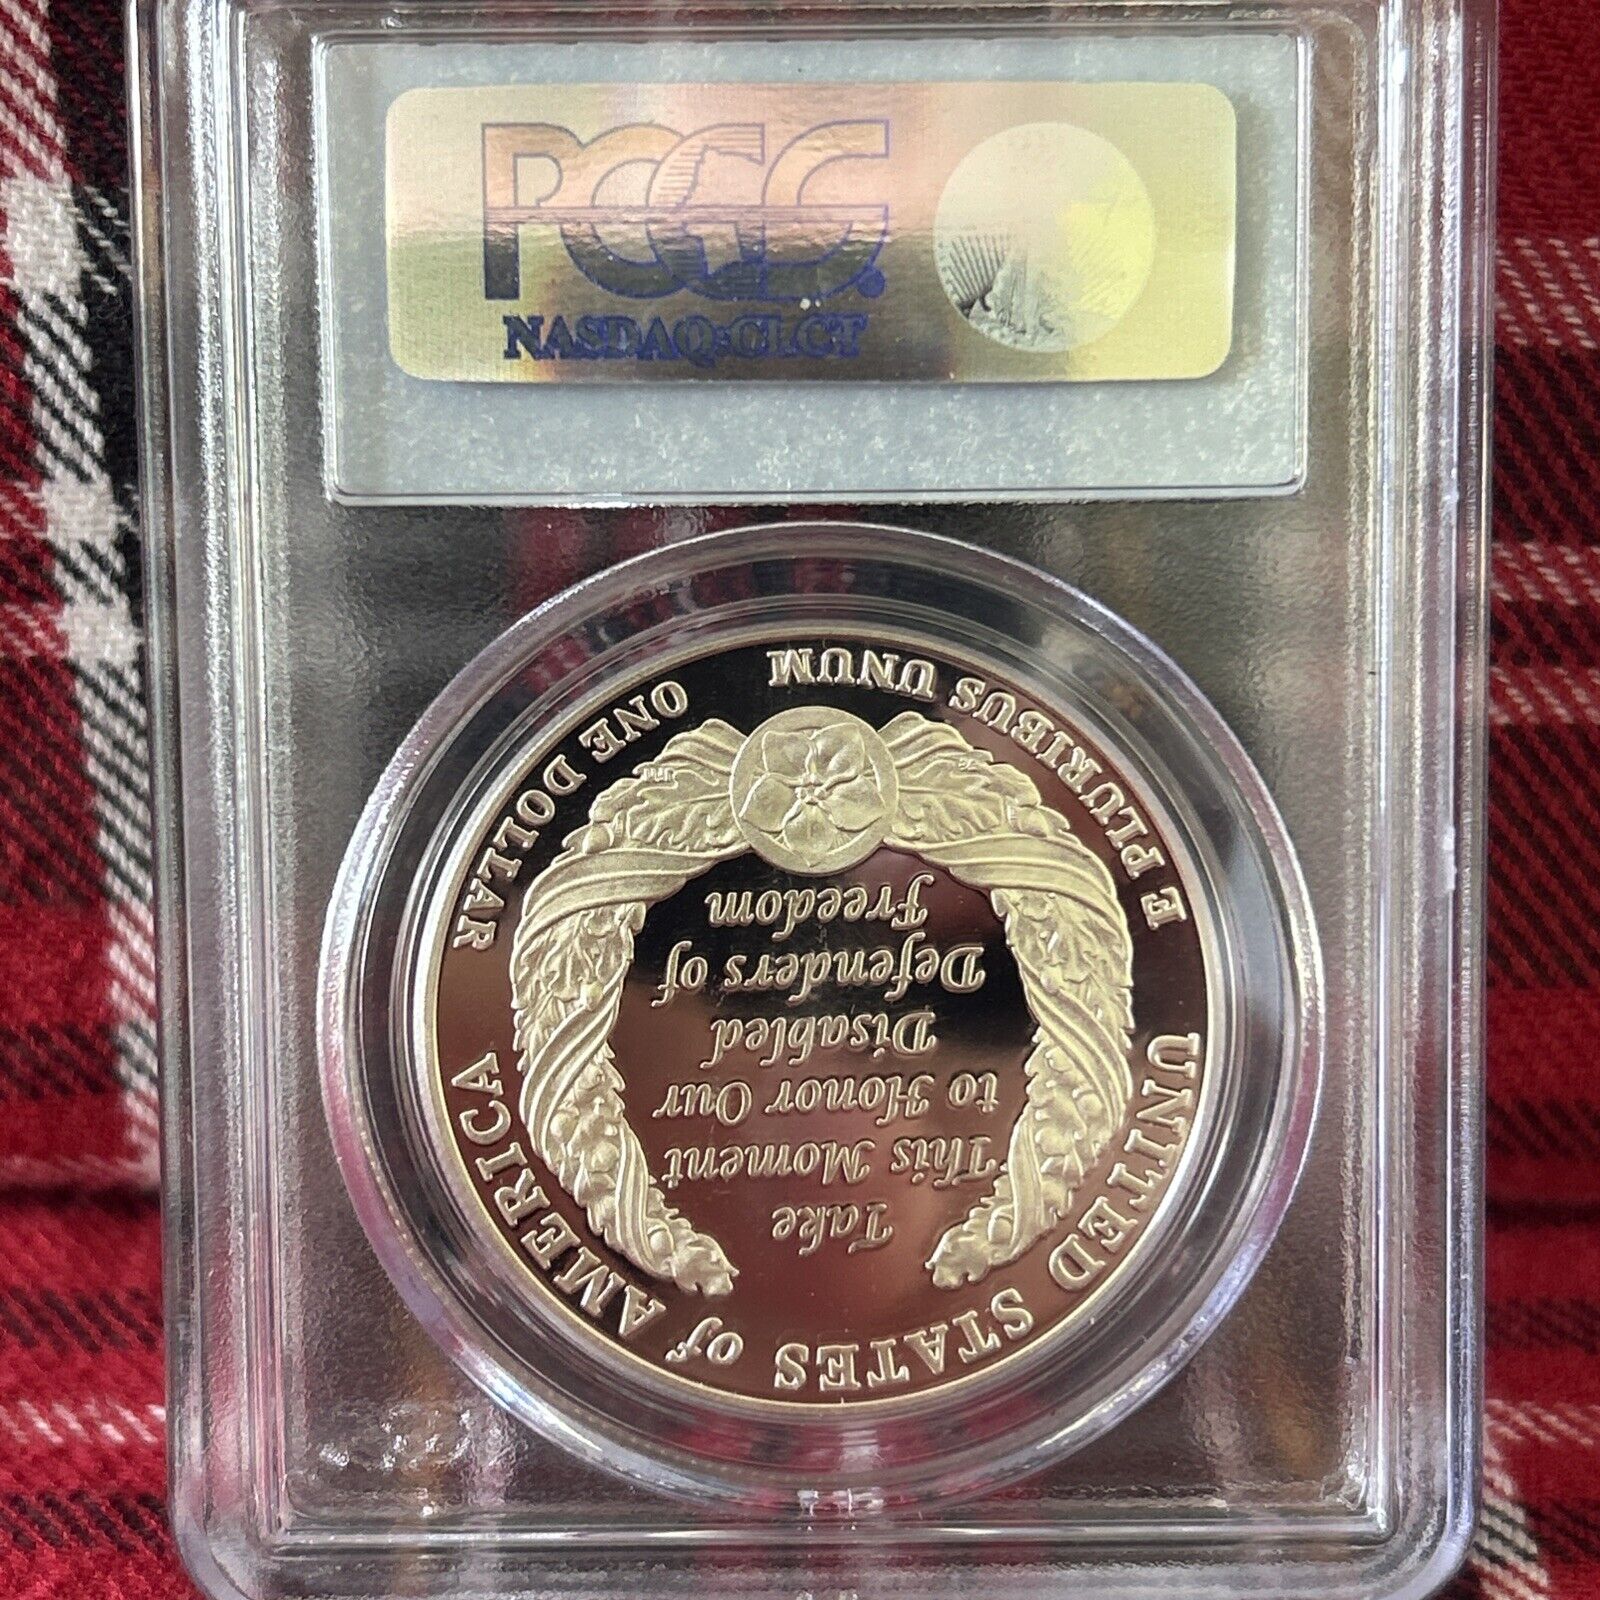 PCGS
NASDAQ:CLCT
UNITED STATES of AMERICA
Take
This Moment
to Honor Our
Disabled
Defenders of
Freedom
E PLURIBUS UNUM
ONE DOLLAR